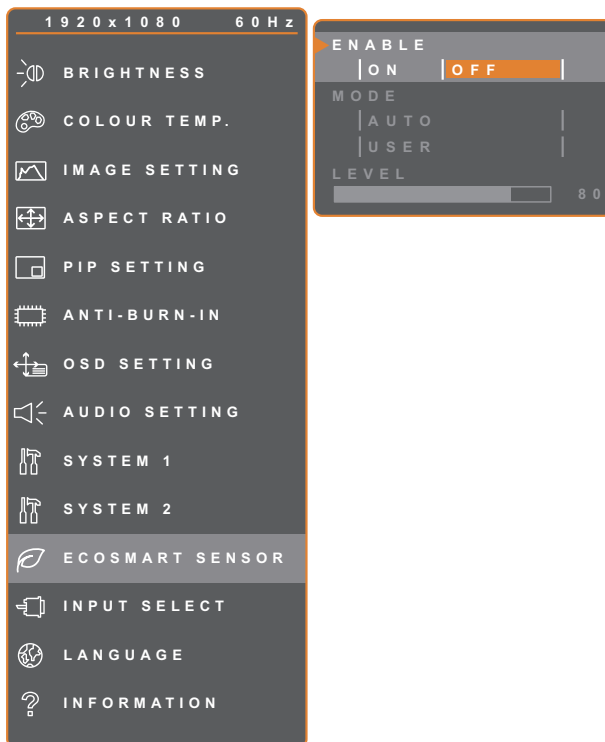 1920x1080 60Hz
BRIGHTNESS
COLOUR TEMP.
IMAGE SETTING
ASPECT RATIO
PIP SETTING
ANTI-BURN-IN
OSD SETTING
AUDIO SETTING
SYSTEM 1
SYSTEM 2
ECOSMART SENSOR
INPUT SELECT
LANGUAGE
INFORMATION
ENABLE
ON OFF
MODE
AUTO
USER
LEVEL
80